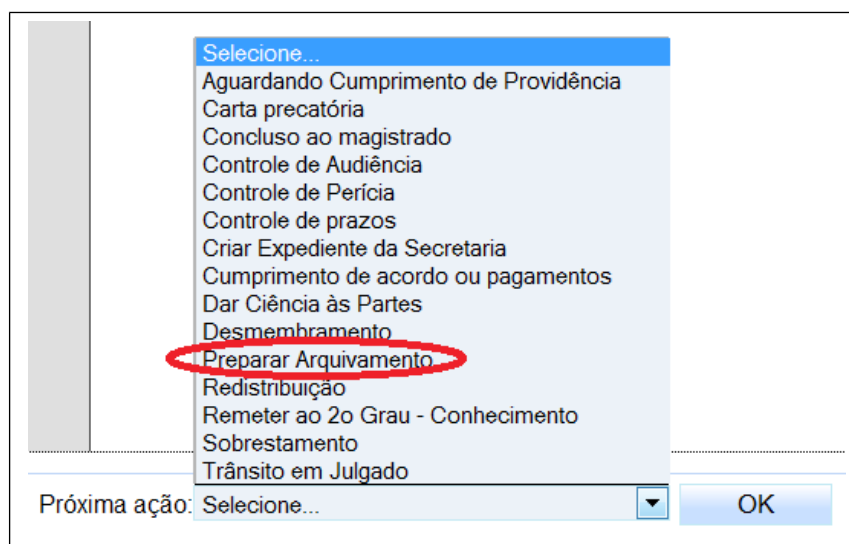 Selecione...
Aguardando Cumprimento de Providência
Carta precatória
Concluso ao magistrado
Controle de Audiência
Controle de Perícia
Controle de prazos
Criar Expediente da Secretaria
Cumprimento de acordo ou pagamentos
Dar Ciência às Partes
Desmembramento
Preparar Arquivamento
Redistribuição
Remeter ao 2o Grau - Conhecimento
Sobrestamento
Trânsito em Julgado
Próxima ação: Selecione... OK